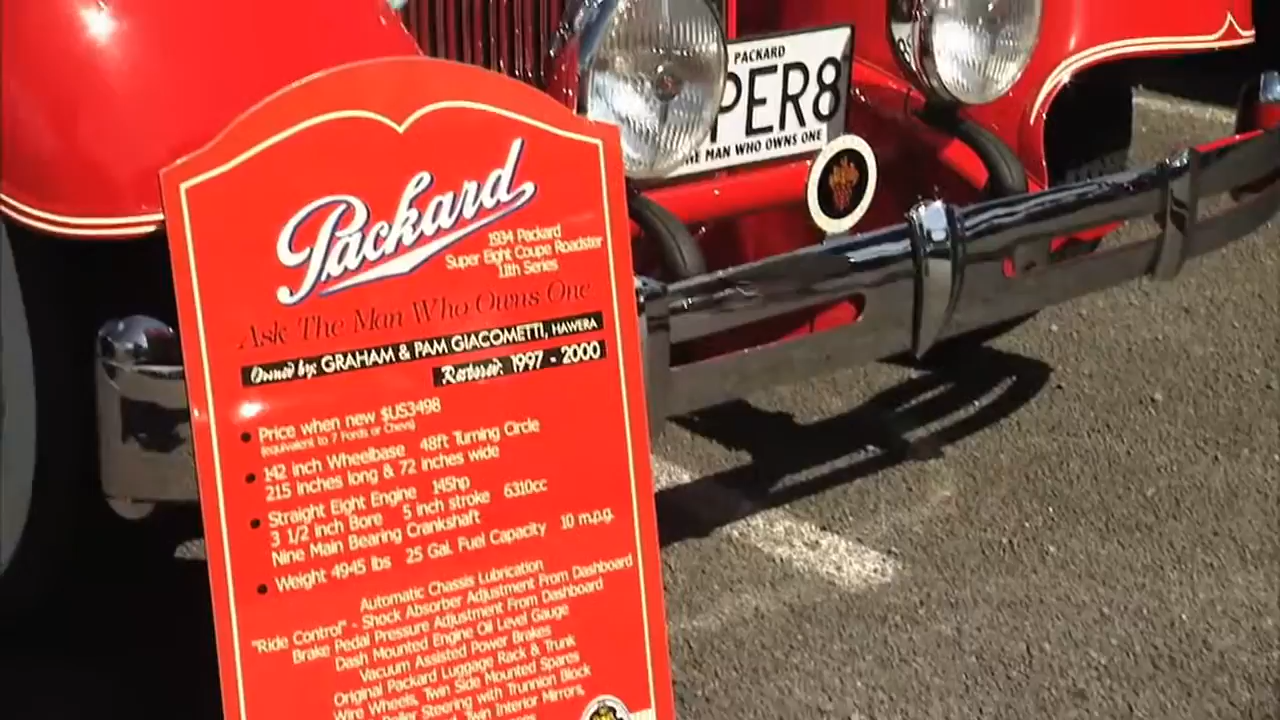 PACKARD
PER8
MAN WHO OWNS ONE
Packard
1934 Packard
Super Eight Coupe Roadster
11th Series
Ask The Man Who Owns One
Owned by: GRAHAM & PAM GIACOMETTI, HAWERA
Restored: 1997 - 2000
• Price when new $US3498
(equivalent to 7 Fords or Chevs)
• 142 inch Wheelbase 48ft Turning Circle
215 inches long & 72 inches wide
• Straight Eight Engine 145hp
3 1/2 inch Bore 5 inch stroke 6310cc
Nine Main Bearing Crankshaft
• Weight 4945 lbs 25 Gal. Fuel Capacity 10 m.p.g.
Automatic Chassis Lubrication
"Ride Control" - Shock Absorber Adjustment From Dashboard
Brake Pedal Pressure Adjustment From Dashboard
Dash Mounted Engine Oil Level Gauge
Vacuum Assisted Power Brakes
Original Packard Luggage Rack & Trunk
Wire Wheels, Twin Side Mounted Spares
Roller Steering with Trunnion Block
Twin Interior Mirrors,